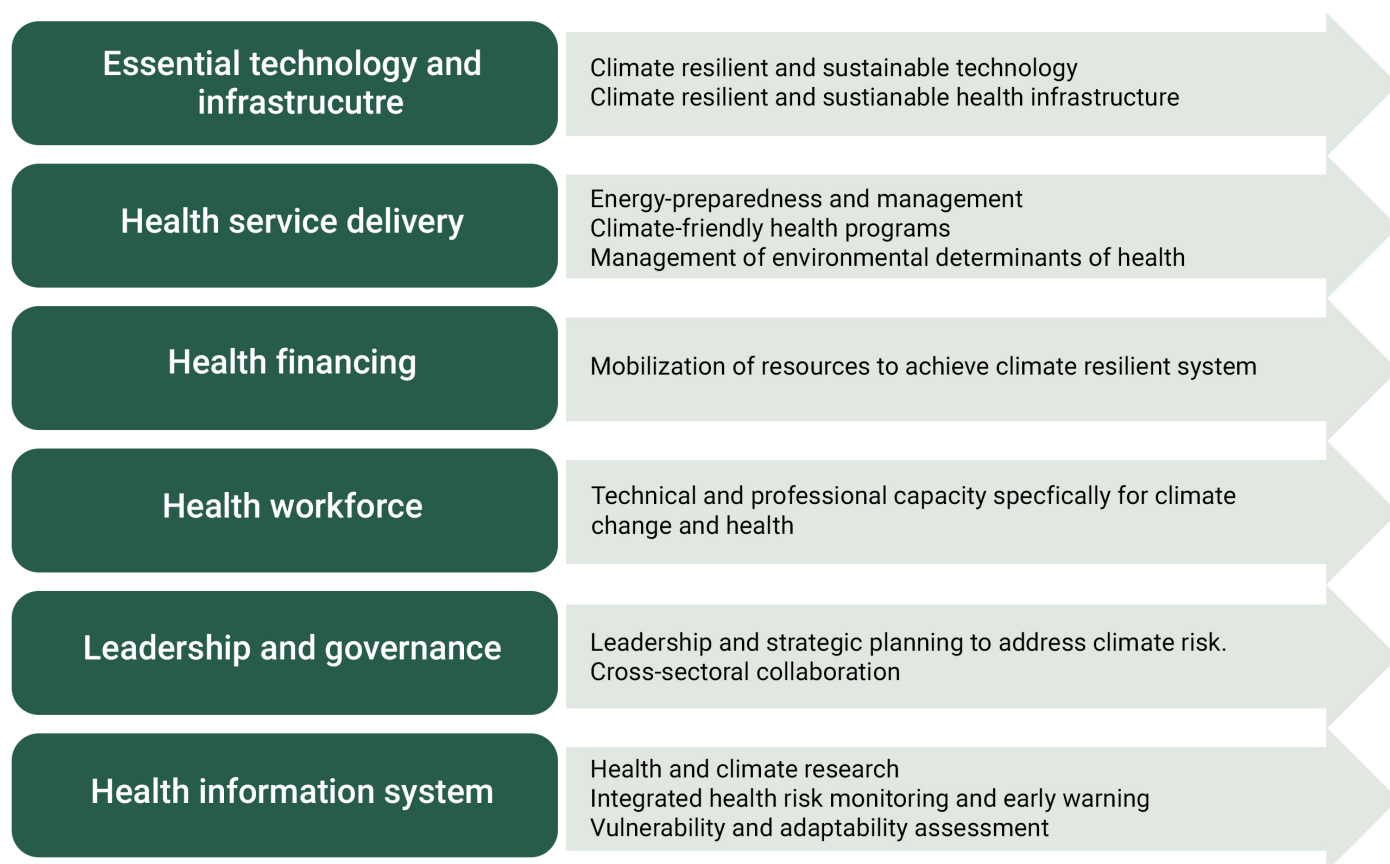 Essential technology and
infrastrucutre
Climate resilient and sustainable technology
Climate resilient and sustianable health infrastructure
Health service delivery
Energy-preparedness and management
Climate-friendly health programs
Management of environmental determinants of health
Health financing
Mobilization of resources to achieve climate resilient system
Health workforce
Technical and professional capacity specfically for climate
change and health
Leadership and governance
Leadership and strategic planning to address climate risk.
Cross-sectoral collaboration
Health information system
Health and climate research
Integrated health risk monitoring and early warning
Vulnerability and adaptability assessment